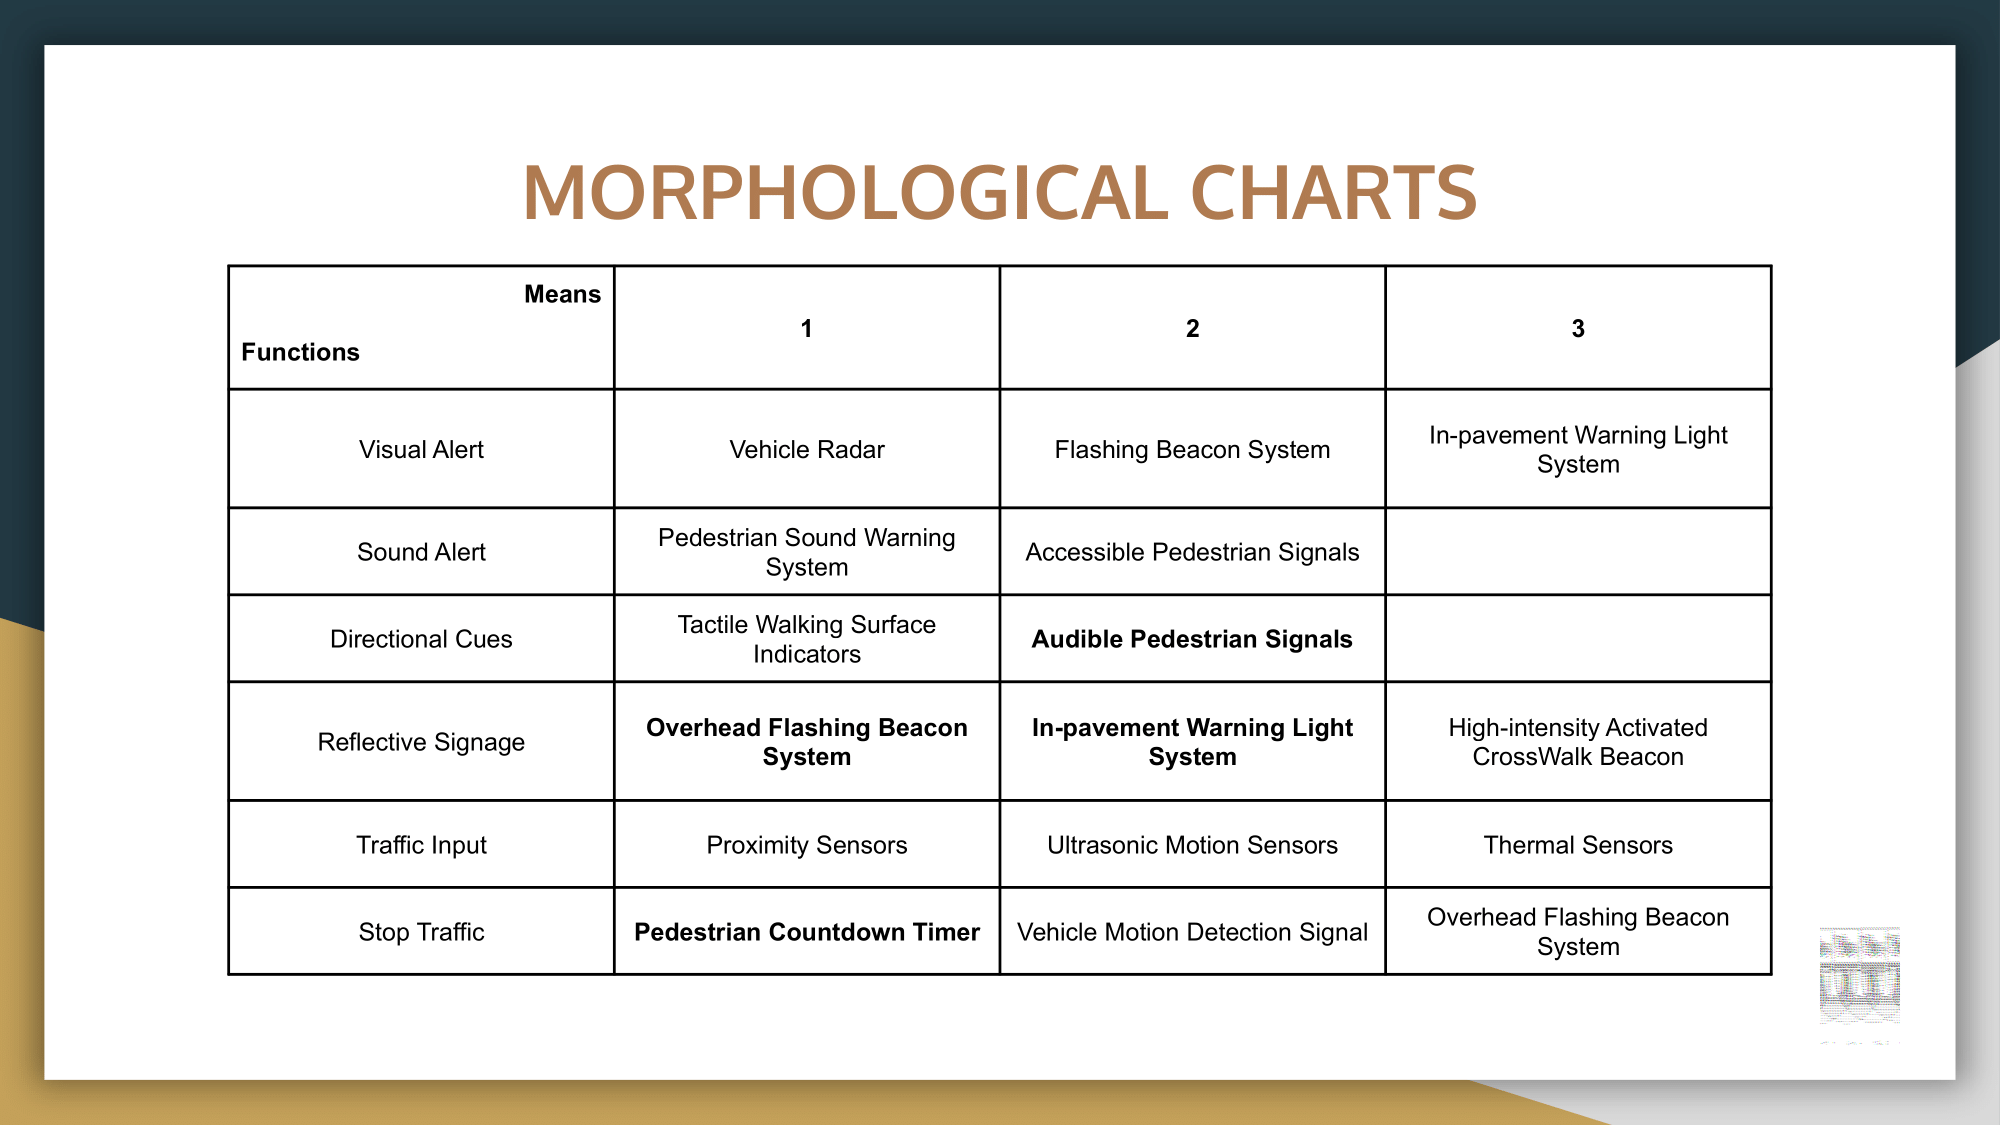 MORPHOLOGICAL CHARTS
Means
Functions
1
2
3
Visual Alert
Vehicle Radar
Flashing Beacon System
In-pavement Warning Light
System
Sound Alert
Pedestrian Sound Warning
System
Accessible Pedestrian Signals
Directional Cues
Tactile Walking Surface
Indicators
Audible Pedestrian Signals
Reflective Signage
Overhead Flashing Beacon
System
In-pavement Warning Light
System
High-intensity Activated
CrossWalk Beacon
Traffic Input
Proximity Sensors
Ultrasonic Motion Sensors
Thermal Sensors
Stop Traffic
Pedestrian Countdown Timer
Vehicle Motion Detection Signal
Overhead Flashing Beacon
System